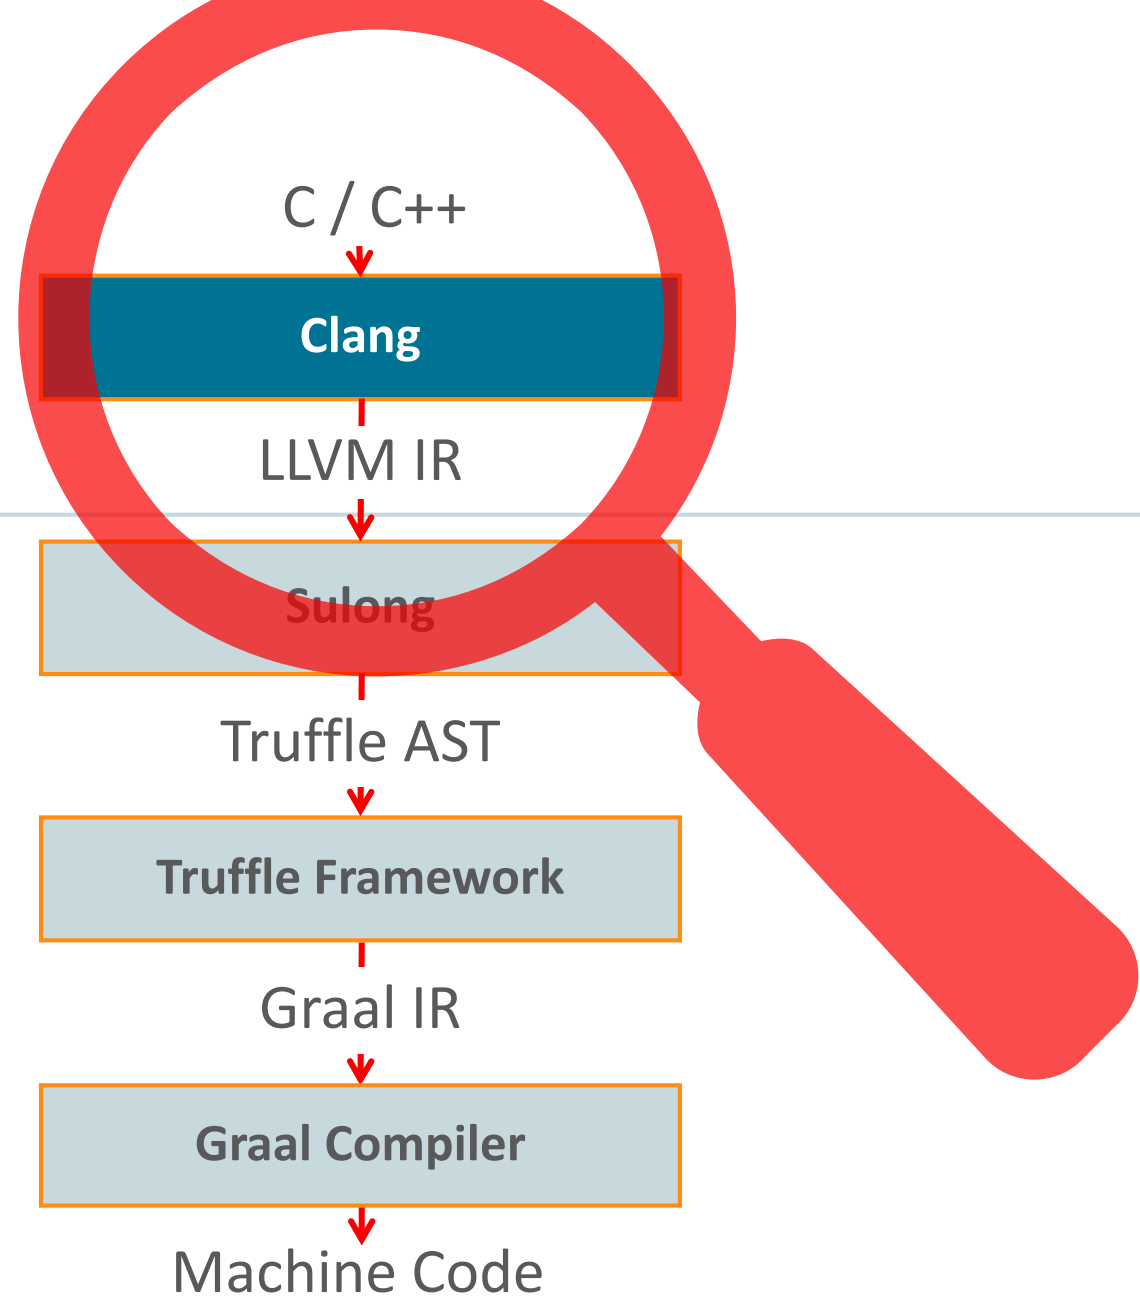 C / C++
Clang
LLVM IR
Sulong
Truffle AST
Truffle Framework
Graal IR
Graal Compiler
Machine Code